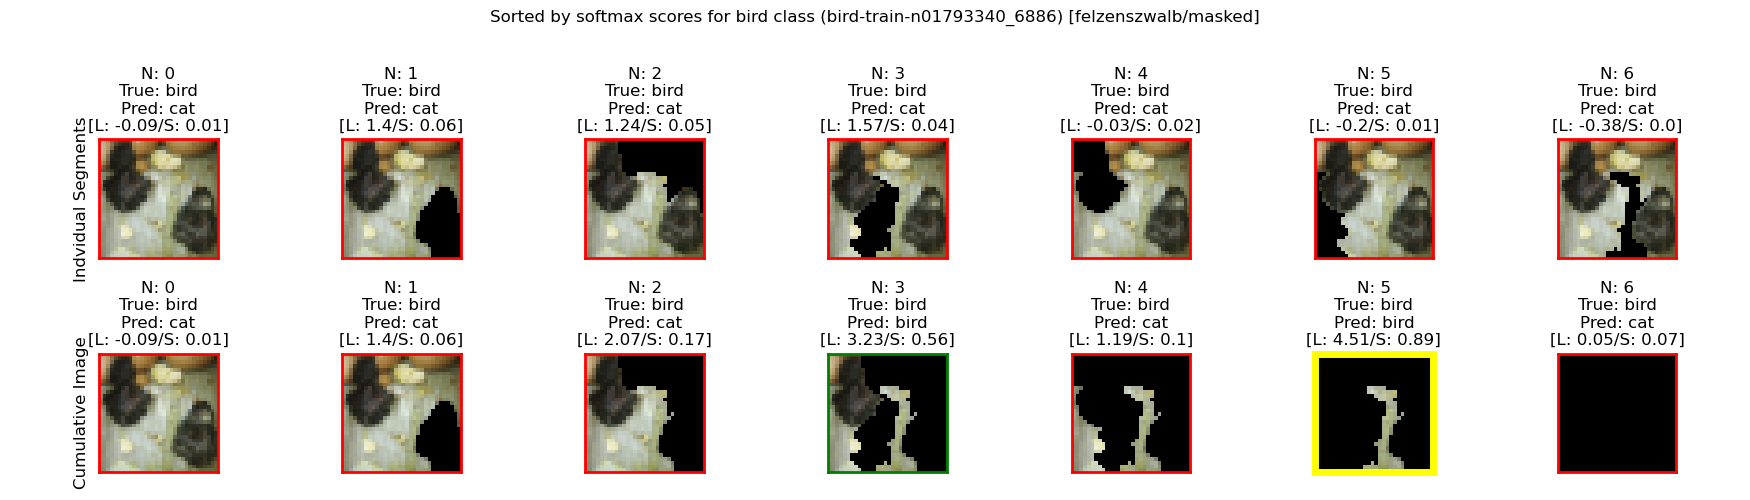 Sorted by softmax scores for bird class (bird-train-n01793340_6886) [felzenszwalb/masked]
Indvidual Segments
N: 0
True: bird
Pred: cat
[L: -0.09/S: 0.01]
N: 1
True: bird
Pred: cat
[L: 1.4/S: 0.06]
N: 2
True: bird
Pred: cat
[L: 1.24/S: 0.05]
N: 3
True: bird
Pred: cat
[L: 1.57/S: 0.04]
N: 4
True: bird
Pred: cat
[L: -0.03/S: 0.02]
N: 5
True: bird
Pred: cat
[L: -0.2/S: 0.01]
N: 6
True: bird
Pred: cat
[L: -0.38/S: 0.0]
Cumulative Image
N: 0
True: bird
Pred: cat
[L: -0.09/S: 0.01]
N: 1
True: bird
Pred: cat
[L: 1.4/S: 0.06]
N: 2
True: bird
Pred: cat
[L: 2.07/S: 0.17]
N: 3
True: bird
Pred: bird
[L: 3.23/S: 0.56]
N: 4
True: bird
Pred: cat
[L: 1.19/S: 0.1]
N: 5
True: bird
Pred: bird
[L: 4.51/S: 0.89]
N: 6
True: bird
Pred: cat
[L: 0.05/S: 0.07]